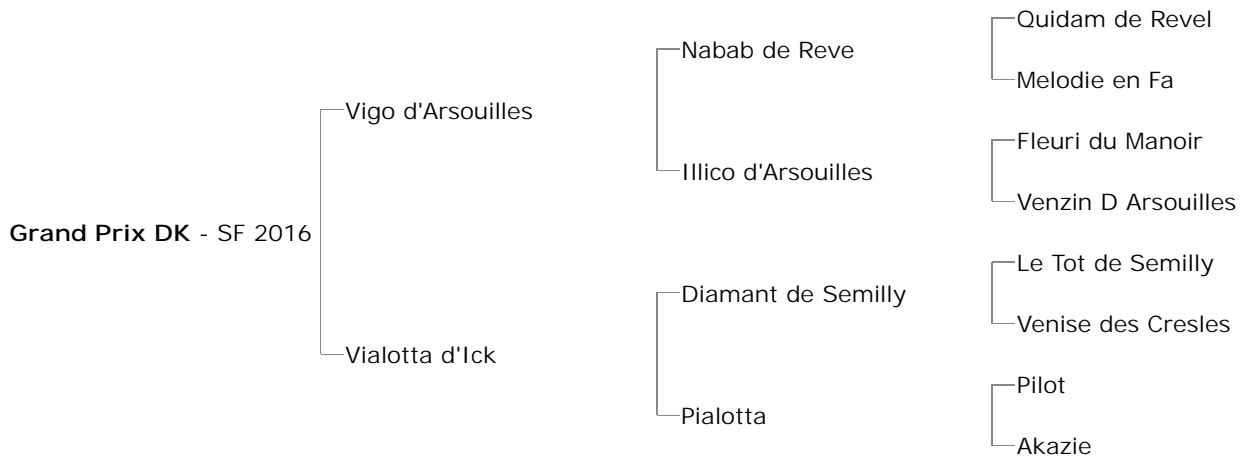 Quidam de Revel
Nabab de Reve
Melodie en Fa
Vigo d'Arsouilles
Fleuri du Manoir
Illico d'Arsouilles
Venzin D Arsouilles
Grand Prix DK - SF 2016
Le Tot de Semilly
Diamant de Semilly
Venise des Cresles
Vialotta d'Ick
Pilot
Pialotta
Akazie